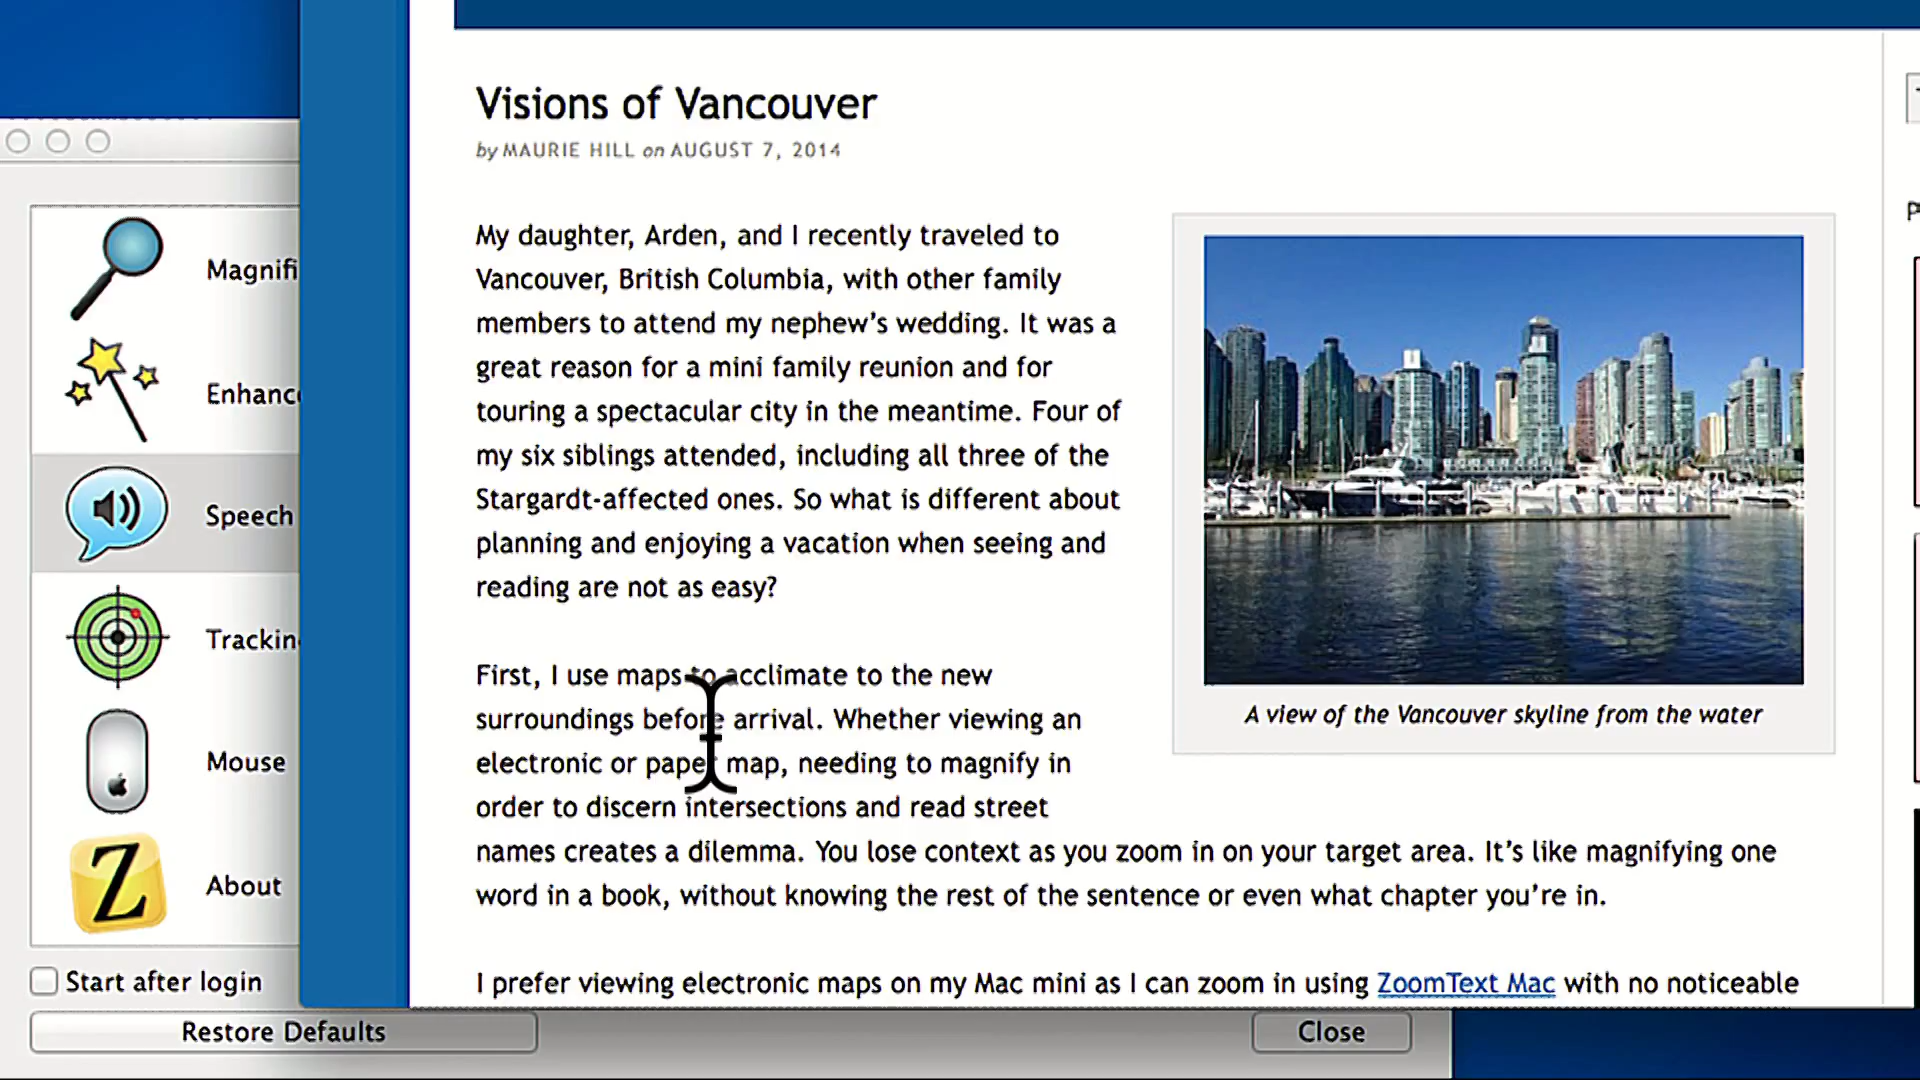 Visions of Vancouver
by MAURIE HILL on AUGUST 7, 2014
My daughter, Arden, and I recently traveled to
Vancouver, British Columbia, with other family
members to attend my nephew’s wedding. It was a
great reason for a mini family reunion and for
touring a spectacular city in the meantime. Four of
my six siblings attended, including all three of the
Stargardt-affected ones. So what is different about
planning and enjoying a vacation when seeing and
reading are not as easy?
A view of the Vancouver skyline from the water
First, I use maps to acclimate to the new
surroundings before arrival. Whether viewing an
electronic or paper map, needing to magnify in
order to discern intersections and read street
names creates a dilemma. You lose context as you zoom in on your target area. It’s like magnifying one
word in a book, without knowing the rest of the sentence or even what chapter you’re in.
I prefer viewing electronic maps on my Mac mini as I can zoom in using ZoomText Mac with no noticeable
Magnifi
Enhanc
Speech
Trackin
Mouse
Z
About
Start after login
Restore Defaults
Close